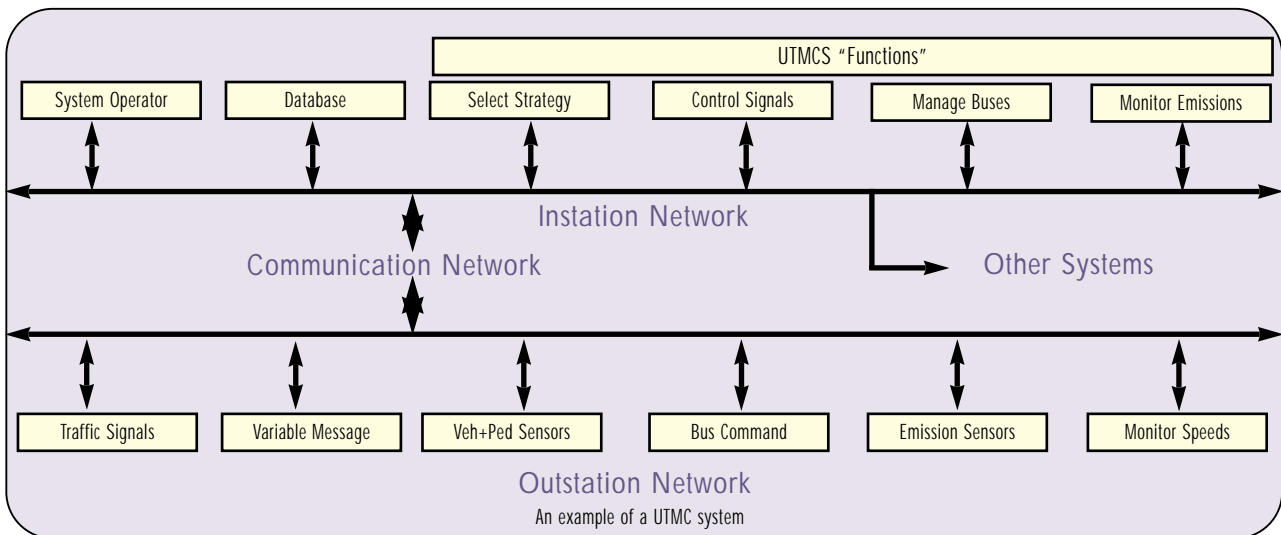 UTMCS “Functions”
System Operator
Database
Select Strategy
Control Signals
Manage Buses
Monitor Emissions
Instation Network
Communication Network
Other Systems
Traffic Signals
Variable Message
Veh+Ped Sensors
Bus Command
Emission Sensors
Monitor Speeds
Outstation Network
An example of a UTMC system